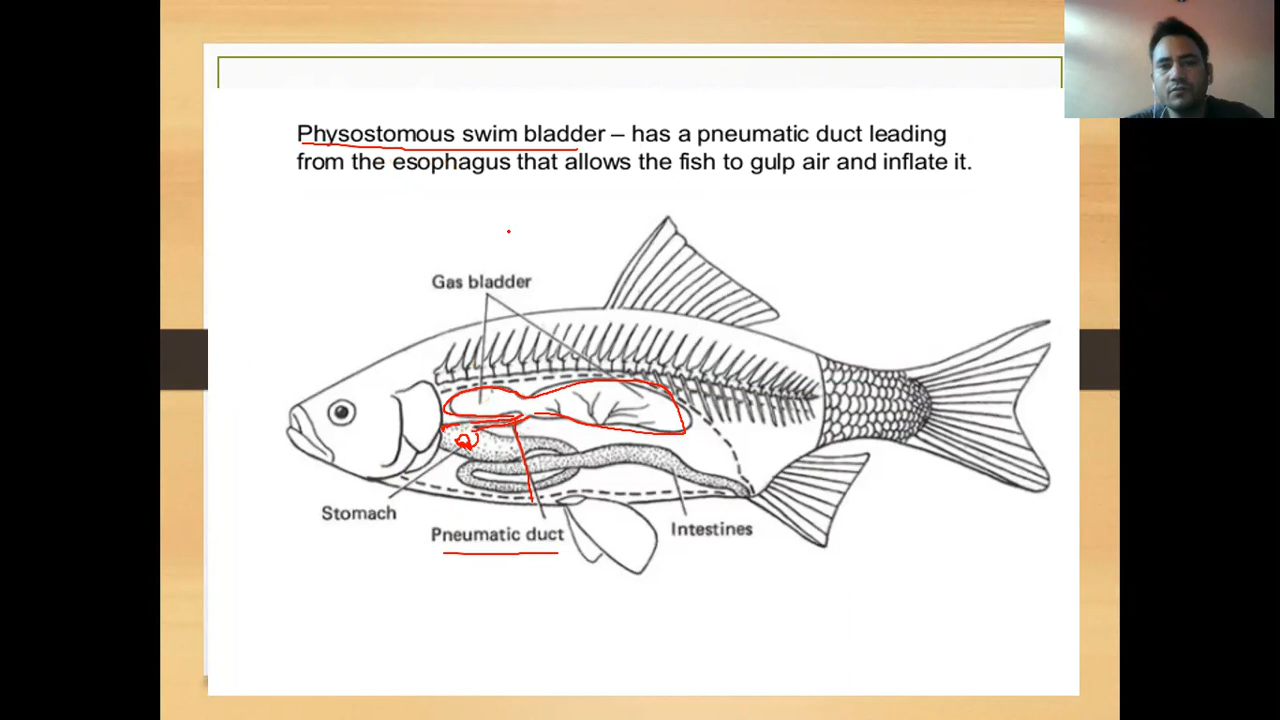 Physostomous swim bladder – has a pneumatic duct leading
from the esophagus that allows the fish to gulp air and inflate it.
Gas bladder
Stomach
Pneumatic duct
Intestines